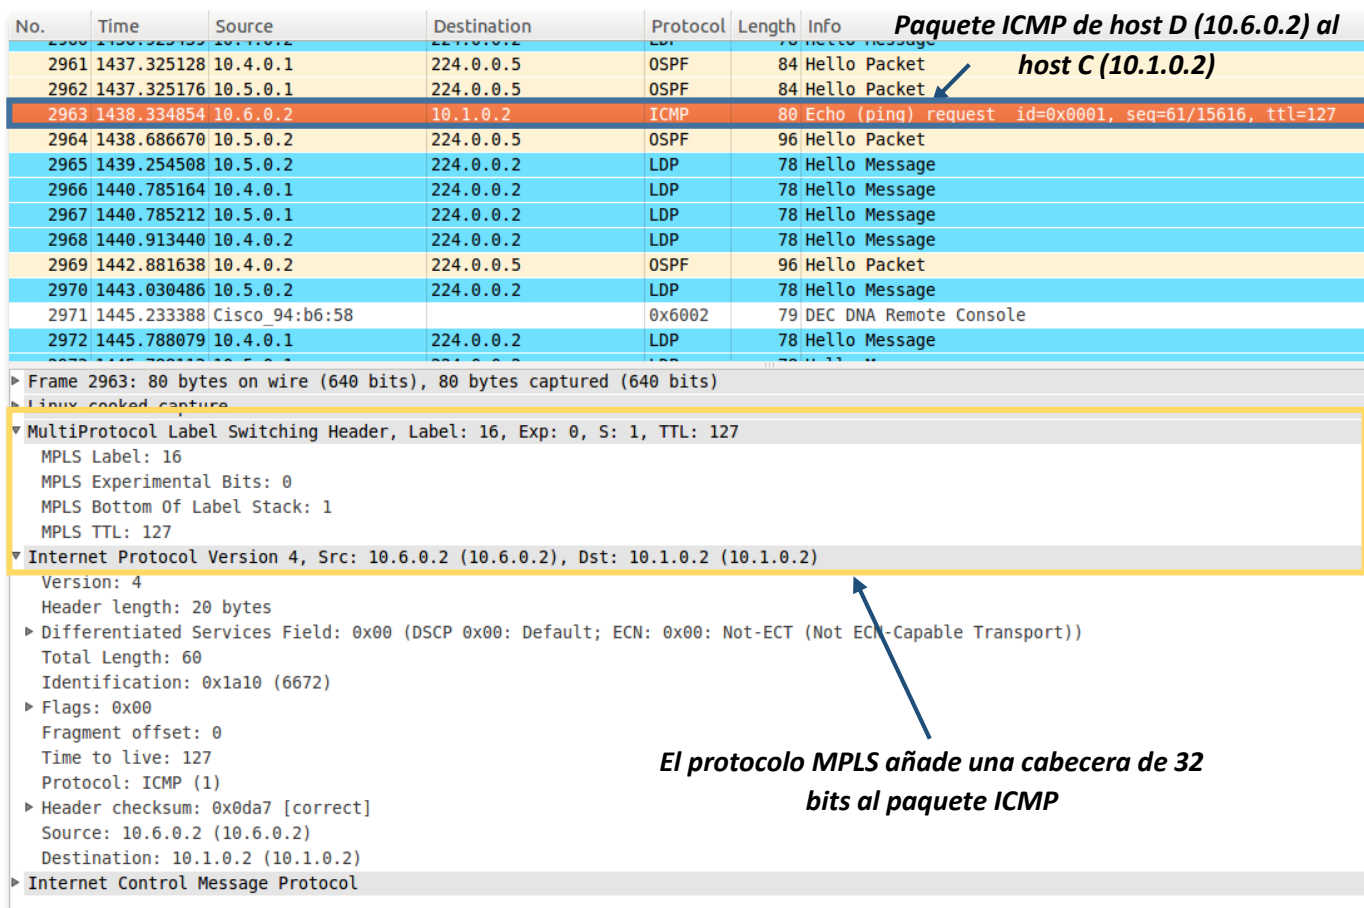 No. Time Source Destination Protocol Length Info
Paquete ICMP de host D (10.6.0.2) al
host C (10.1.0.2)
2961 1437.325128 10.4.0.1 224.0.0.5 OSPF 84 Hello Packet
2962 1437.325176 10.5.0.1 224.0.0.5 OSPF 84 Hello Packet
2963 1438.334854 10.6.0.2 10.1.0.2 ICMP 80 Echo (ping) request id=0x0001, seq=61/15616, ttl=127
2964 1438.686670 10.5.0.2 224.0.0.5 OSPF 96 Hello Packet
2965 1439.254508 10.5.0.2 224.0.0.2 LDP 78 Hello Message
2966 1440.785164 10.4.0.1 224.0.0.2 LDP 78 Hello Message
2967 1440.785212 10.5.0.1 224.0.0.2 LDP 78 Hello Message
2968 1440.913440 10.4.0.2 224.0.0.2 LDP 78 Hello Message
2969 1442.881638 10.4.0.2 224.0.0.5 OSPF 96 Hello Packet
2970 1443.030486 10.5.0.2 224.0.0.2 LDP 78 Hello Message
2971 1445.233388 Cisco_94:b6:58 0x6002 79 DEC DNA Remote Console
2972 1445.788079 10.4.0.1 224.0.0.2 LDP 78 Hello Message
Frame 2963: 80 bytes on wire (640 bits), 80 bytes captured (640 bits)
Linux cooked capture
MultiProtocol Label Switching Header, Label: 16, Exp: 0, S: 1, TTL: 127
MPLS Label: 16
MPLS Experimental Bits: 0
MPLS Bottom Of Label Stack: 1
MPLS TTL: 127
Internet Protocol Version 4, Src: 10.6.0.2 (10.6.0.2), Dst: 10.1.0.2 (10.1.0.2)
Version: 4
Header length: 20 bytes
Differentiated Services Field: 0x00 (DSCP 0x00: Default; ECN: 0x00: Not-ECT (Not ECN-Capable Transport))
Total Length: 60
Identification: 0x1a10 (6672)
Flags: 0x00
Fragment offset: 0
Time to live: 127
Protocol: ICMP (1)
Header checksum: 0x0da7 [correct]
Source: 10.6.0.2 (10.6.0.2)
Destination: 10.1.0.2 (10.1.0.2)
Internet Control Message Protocol
El protocolo MPLS añade una cabecera de 32
bits al paquete ICMP